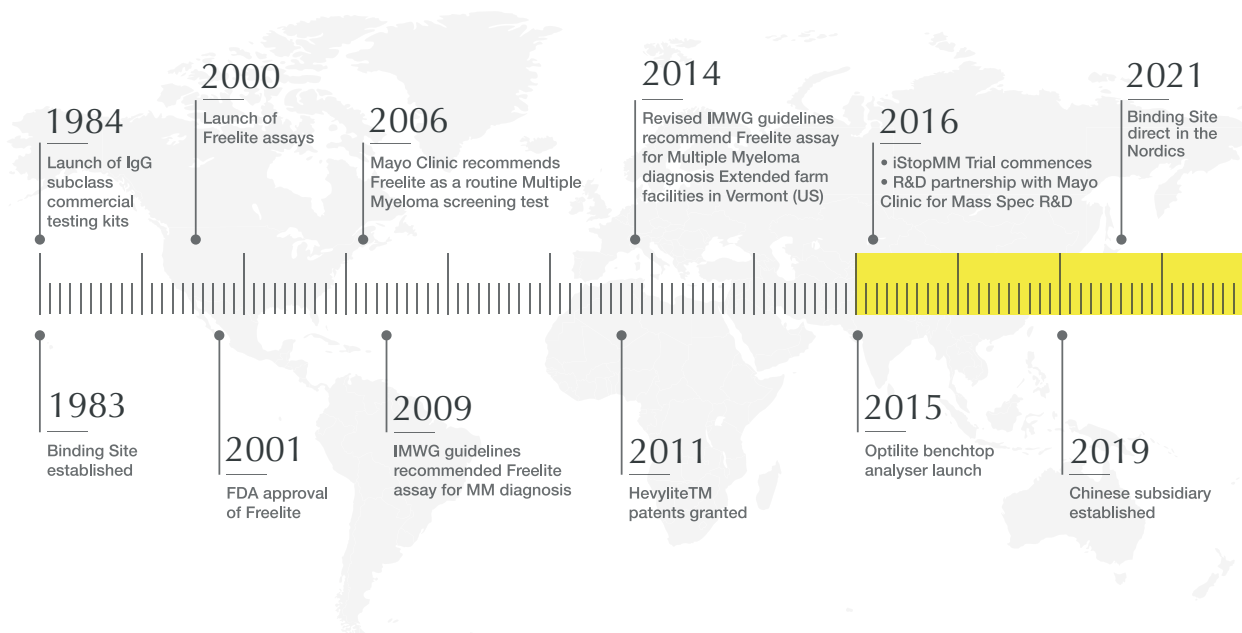 1984
Launch of IgG
subclass
commercial
testing kits
2000
Launch of
Freelite assays
2006
Mayo Clinic recommends
Freelite as a routine Multiple
Myeloma screening test
2014
Revised IMWG guidelines
recommend Freelite assay
for Multiple Myeloma
diagnosis Extended farm
facilities in Vermont (US)
2016
• iStopMM Trial commences
• R&D partnership with Mayo
Clinic for Mass Spec R&D
2021
Binding Site
direct in the
Nordics
1983
Binding Site
established
2001
FDA approval
of Freelite
2009
IMWG guidelines
recommended Freelite
assay for MM diagnosis
2011
HevyliteTM
patents granted
2015
Optilite benchtop
analyser launch
2019
Chinese subsidiary
established